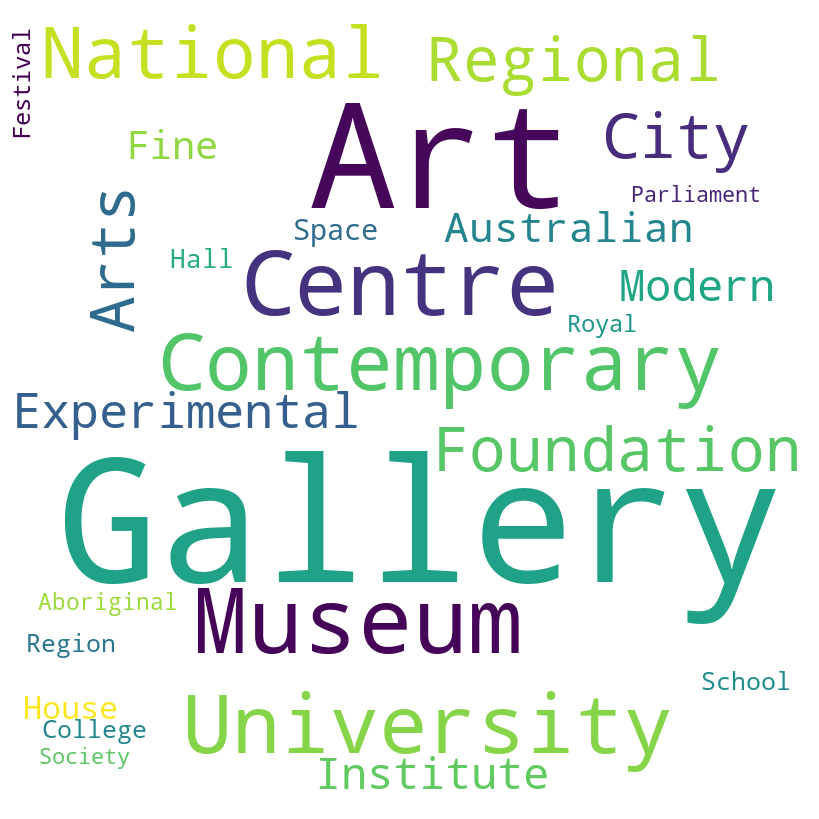 Festival
National
Regional
Art
City
Fine
Parliament
Arts
Space
Australian
Hall
Centre
Modern
Royal
Contemporary
Experimental
Foundation
Gallery
Aboriginal
Museum
Region
School
House
University
College
Society
Institute